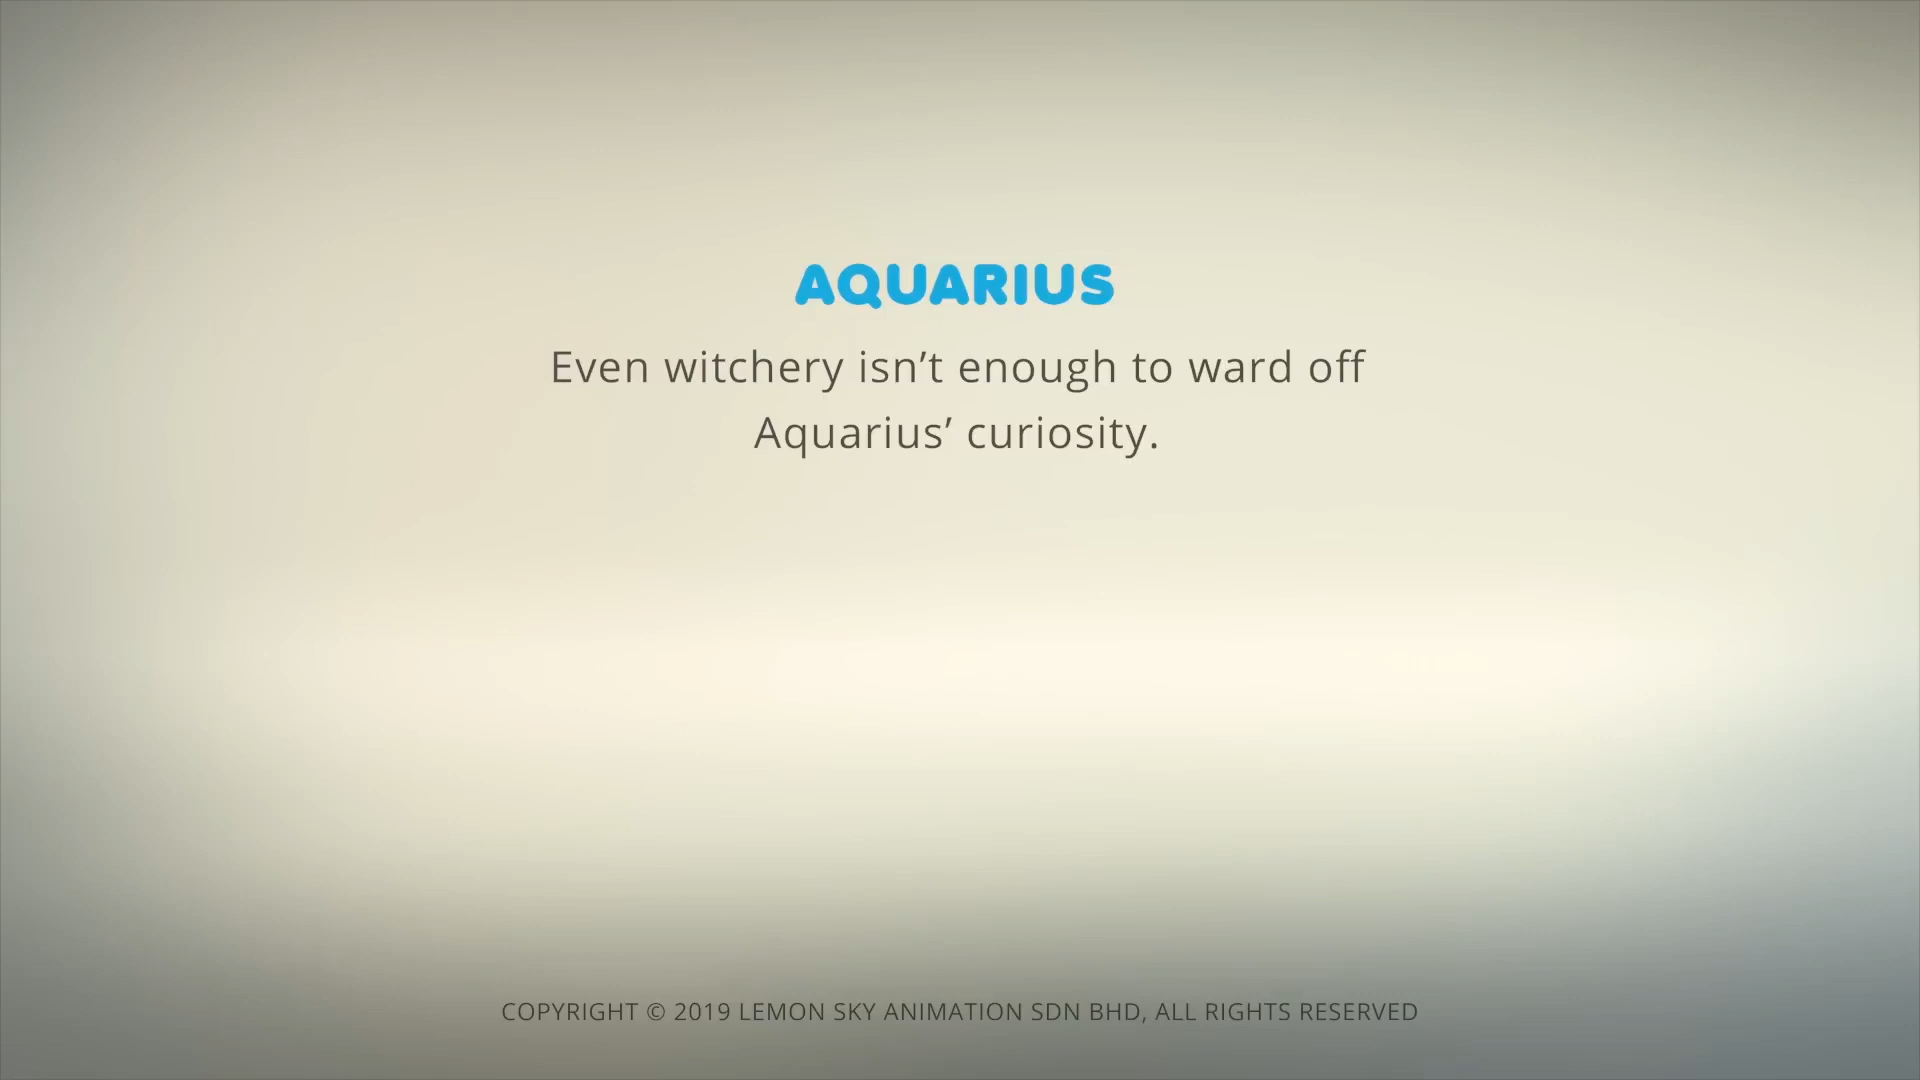 AQUARIUS
Even witchery isn’t enough to ward off
Aquarius’ curiosity.
COPYRIGHT © 2019 LEMON SKY ANIMATION SDN BHD, ALL RIGHTS RESERVED